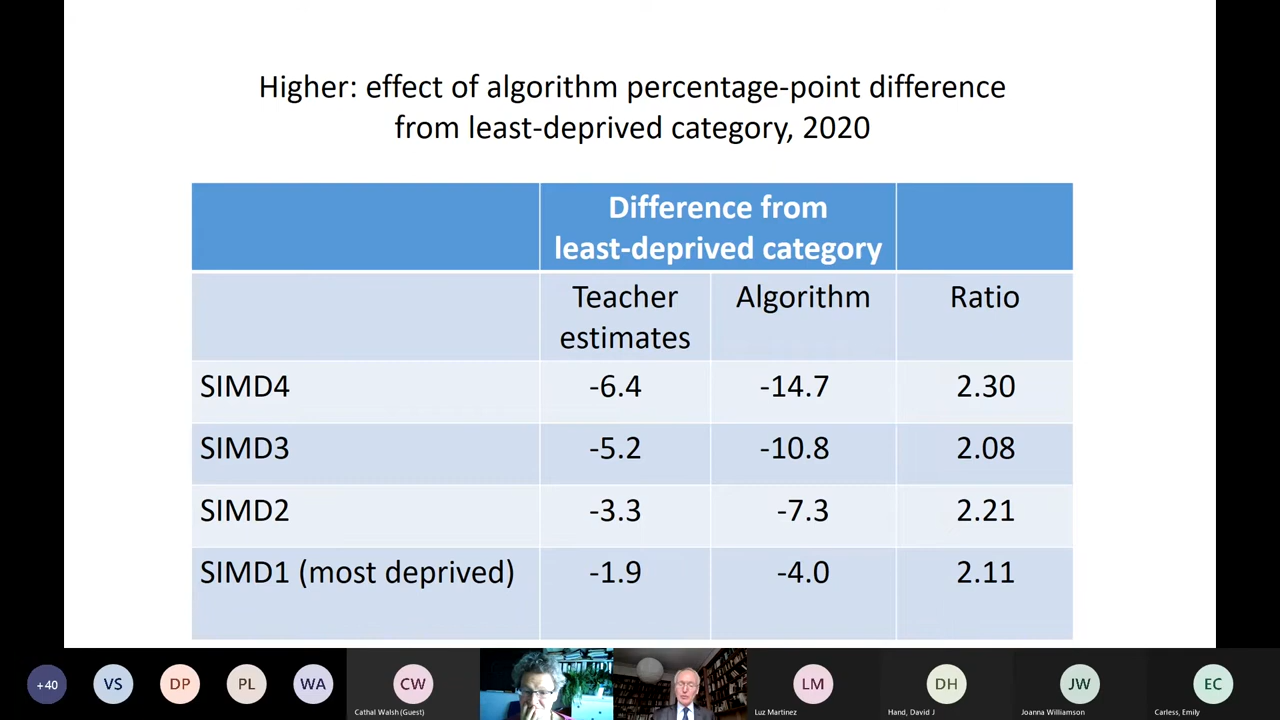 Higher: effect of algorithm percentage-point difference
from least-deprived category, 2020
Difference from
least-deprived category
Teacher
estimates
Algorithm
Ratio
SIMD4 -6.4 -14.7 2.30
SIMD3 -5.2 -10.8 2.08
SIMD2 -3.3 -7.3 2.21
SIMD1 (most deprived) -1.9 -4.0 2.11
+40 VS DP PL WA CW LM DH JW EC
Cathal Walsh (Guest) Luz Martinez Hand, David J Joanna Williamson Carless, Emily